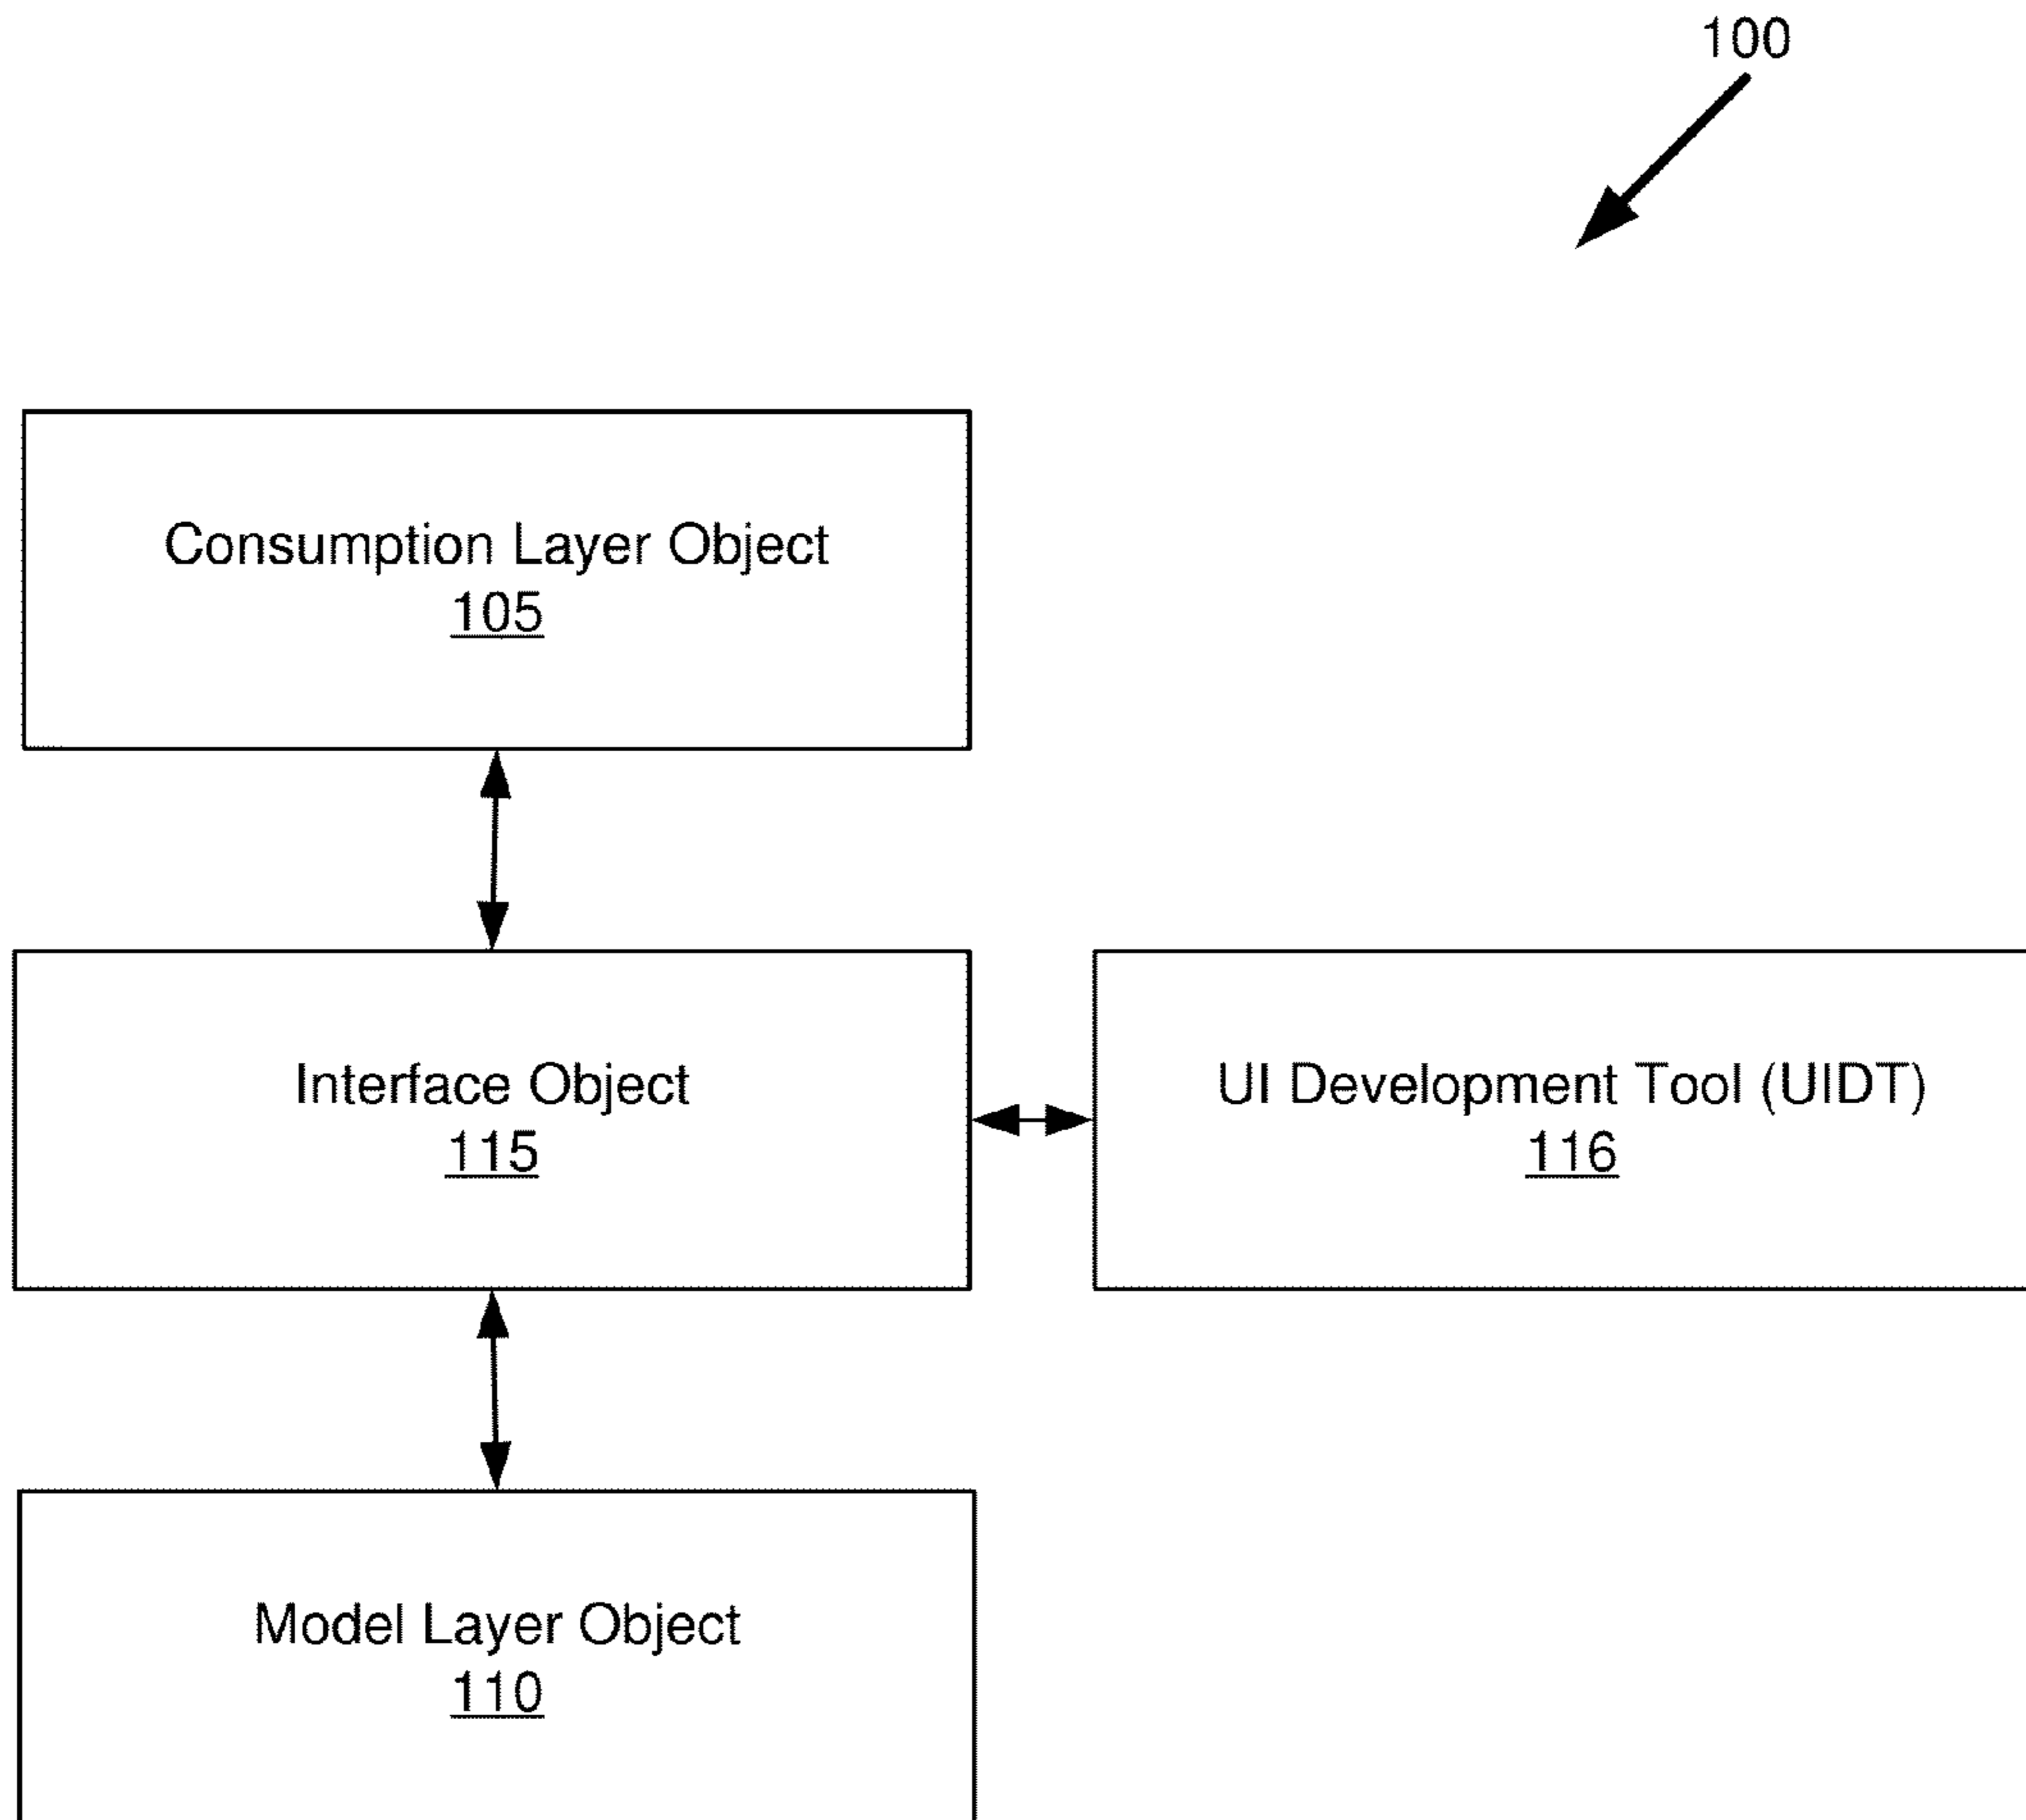 100
Consumption Layer Object
105
Interface Object
115
UI Development Tool (UIDT)
116
Model Layer Object
110